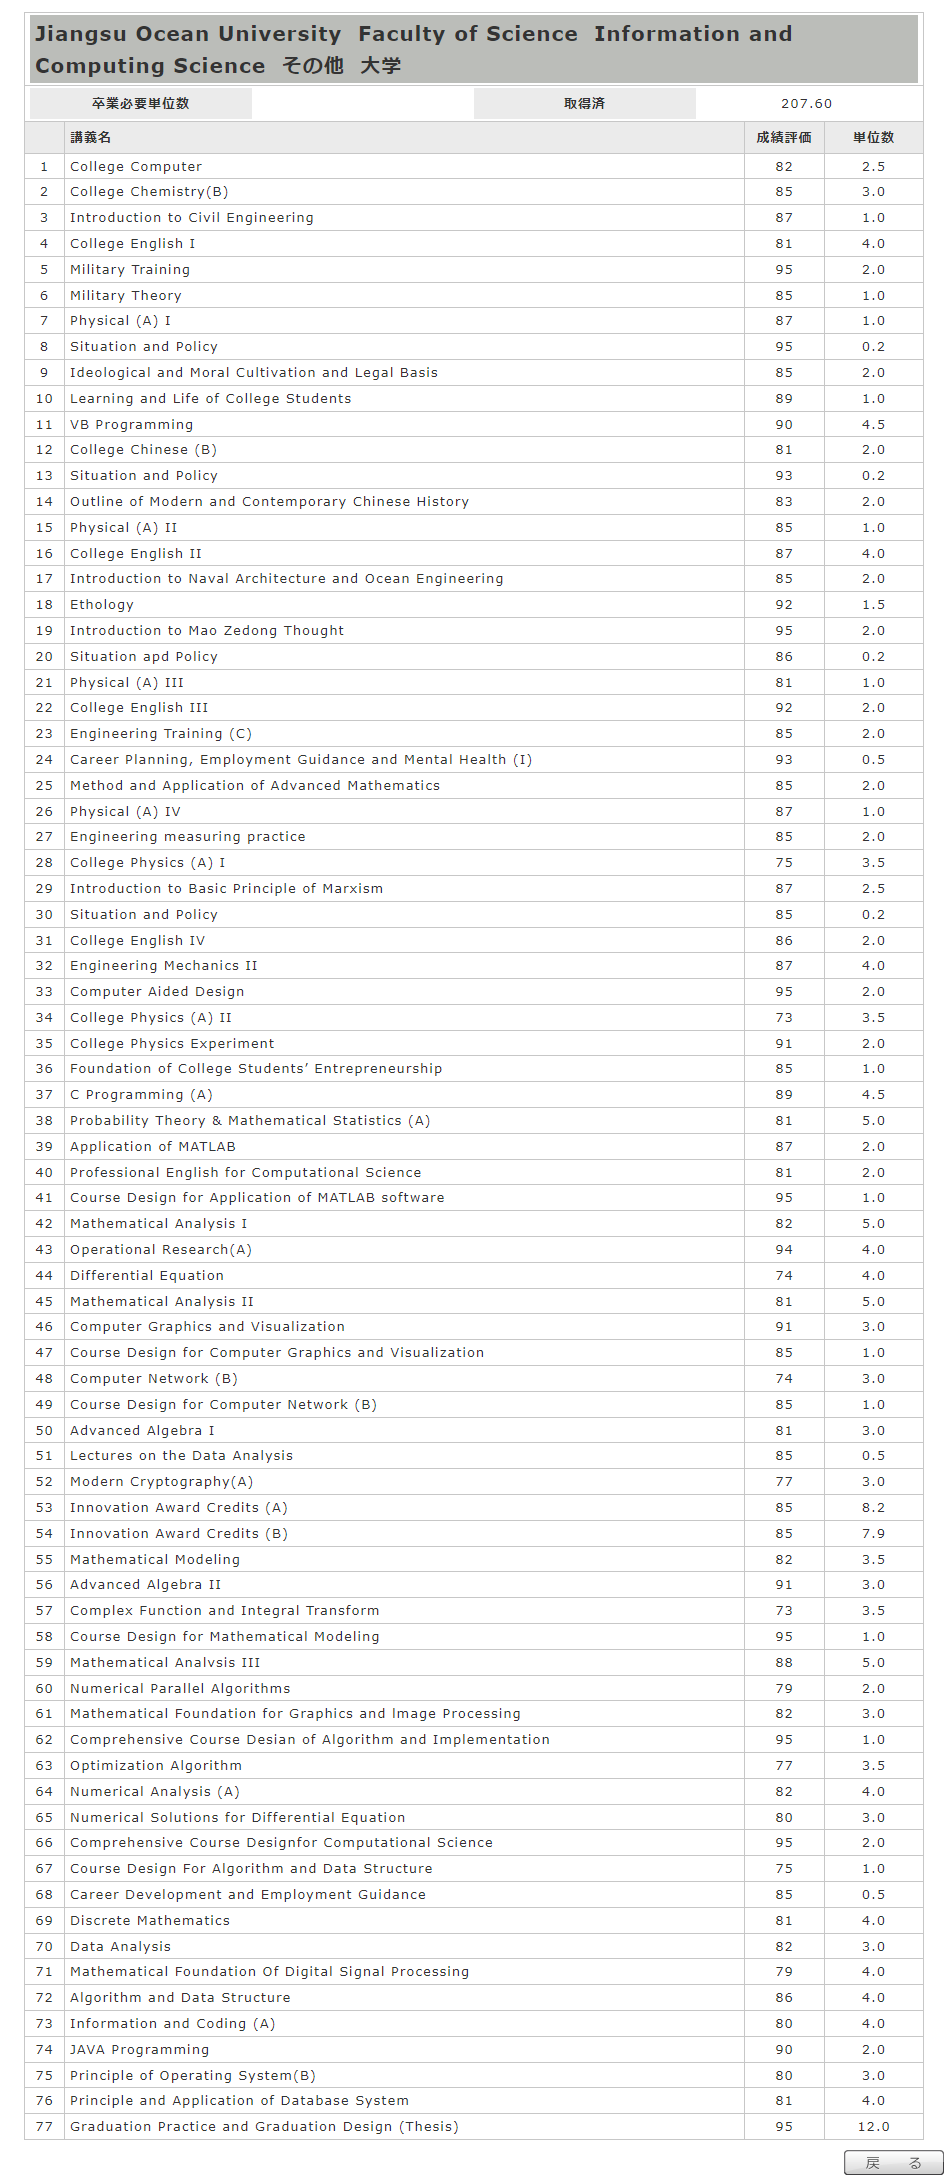 Jiangsu Ocean University Faculty of Science Information and
Computing Science その他 大学
卒業必要単位数 取得済 207.60
講義名 成績評価 単位数
1 College Computer 82 2.5
2 College Chemistry(B) 85 3.0
3 Introduction to Civil Engineering 87 1.0
4 College English I 81 4.0
5 Military Training 95 2.0
6 Military Theory 85 1.0
7 Physical (A) I 87 1.0
8 Situation and Policy 95 0.2
9 Ideological and Moral Cultivation and Legal Basis 85 2.0
10 Learning and Life of College Students 89 1.0
11 VB Programming 90 4.5
12 College Chinese (B) 81 2.0
13 Situation and Policy 93 0.2
14 Outline of Modern and Contemporary Chinese History 83 2.0
15 Physical (A) II 85 1.0
16 College English II 87 4.0
17 Introduction to Naval Architecture and Ocean Engineering 85 2.0
18 Ethology 92 1.5
19 Introduction to Mao Zedong Thought 95 2.0
20 Situation apd Policy 86 0.2
21 Physical (A) III 81 1.0
22 College English III 92 2.0
23 Engineering Training (C) 85 2.0
24 Career Planning, Employment Guidance and Mental Health (I) 93 0.5
25 Method and Application of Advanced Mathematics 85 2.0
26 Physical (A) IV 87 1.0
27 Engineering measuring practice 85 2.0
28 College Physics (A) I 75 3.5
29 Introduction to Basic Principle of Marxism 87 2.5
30 Situation and Policy 85 0.2
31 College English IV 86 2.0
32 Engineering Mechanics II 87 4.0
33 Computer Aided Design 95 2.0
34 College Physics (A) II 73 3.5
35 College Physics Experiment 91 2.0
36 Foundation of College Students’ Entrepreneurship 85 1.0
37 C Programming (A) 89 4.5
38 Probability Theory & Mathematical Statistics (A) 81 5.0
39 Application of MATLAB 87 2.0
40 Professional English for Computational Science 81 2.0
41 Course Design for Application of MATLAB software 95 1.0
42 Mathematical Analysis I 82 5.0
43 Operational Research(A) 94 4.0
44 Differential Equation 74 4.0
45 Mathematical Analysis II 81 5.0
46 Computer Graphics and Visualization 91 3.0
47 Course Design for Computer Graphics and Visualization 85 1.0
48 Computer Network (B) 74 3.0
49 Course Design for Computer Network (B) 85 1.0
50 Advanced Algebra I 81 3.0
51 Lectures on the Data Analysis 85 0.5
52 Modern Cryptography(A) 77 3.0
53 Innovation Award Credits (A) 85 8.2
54 Innovation Award Credits (B) 85 7.9
55 Mathematical Modeling 82 3.5
56 Advanced Algebra II 91 3.0
57 Complex Function and Integral Transform 73 3.5
58 Course Design for Mathematical Modeling 95 1.0
59 Mathematical Analvsis III 88 5.0
60 Numerical Parallel Algorithms 79 2.0
61 Mathematical Foundation for Graphics and lmage Processing 82 3.0
62 Comprehensive Course Desian of Algorithm and Implementation 95 1.0
63 Optimization Algorithm 77 3.5
64 Numerical Analysis (A) 82 4.0
65 Numerical Solutions for Differential Equation 80 3.0
66 Comprehensive Course Designfor Computational Science 95 2.0
67 Course Design For Algorithm and Data Structure 75 1.0
68 Career Development and Employment Guidance 85 0.5
69 Discrete Mathematics 81 4.0
70 Data Analysis 82 3.0
71 Mathematical Foundation Of Digital Signal Processing 79 4.0
72 Algorithm and Data Structure 86 4.0
73 Information and Coding (A) 80 4.0
74 JAVA Programming 90 2.0
75 Principle of Operating System(B) 80 3.0
76 Principle and Application of Database System 81 4.0
77 Graduation Practice and Graduation Design (Thesis) 95 12.0
戻 る